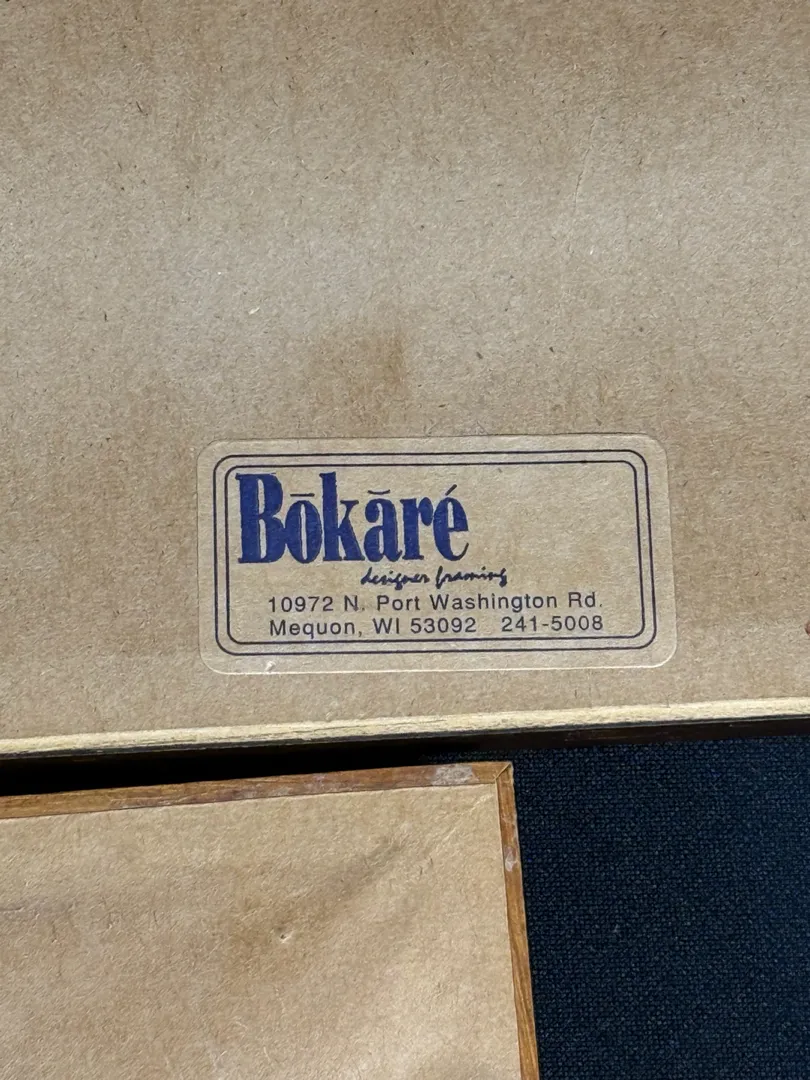 Bōkāré
designer framing
10972 N. Port Washington Rd.
Mequon, WI 53092 241-5008